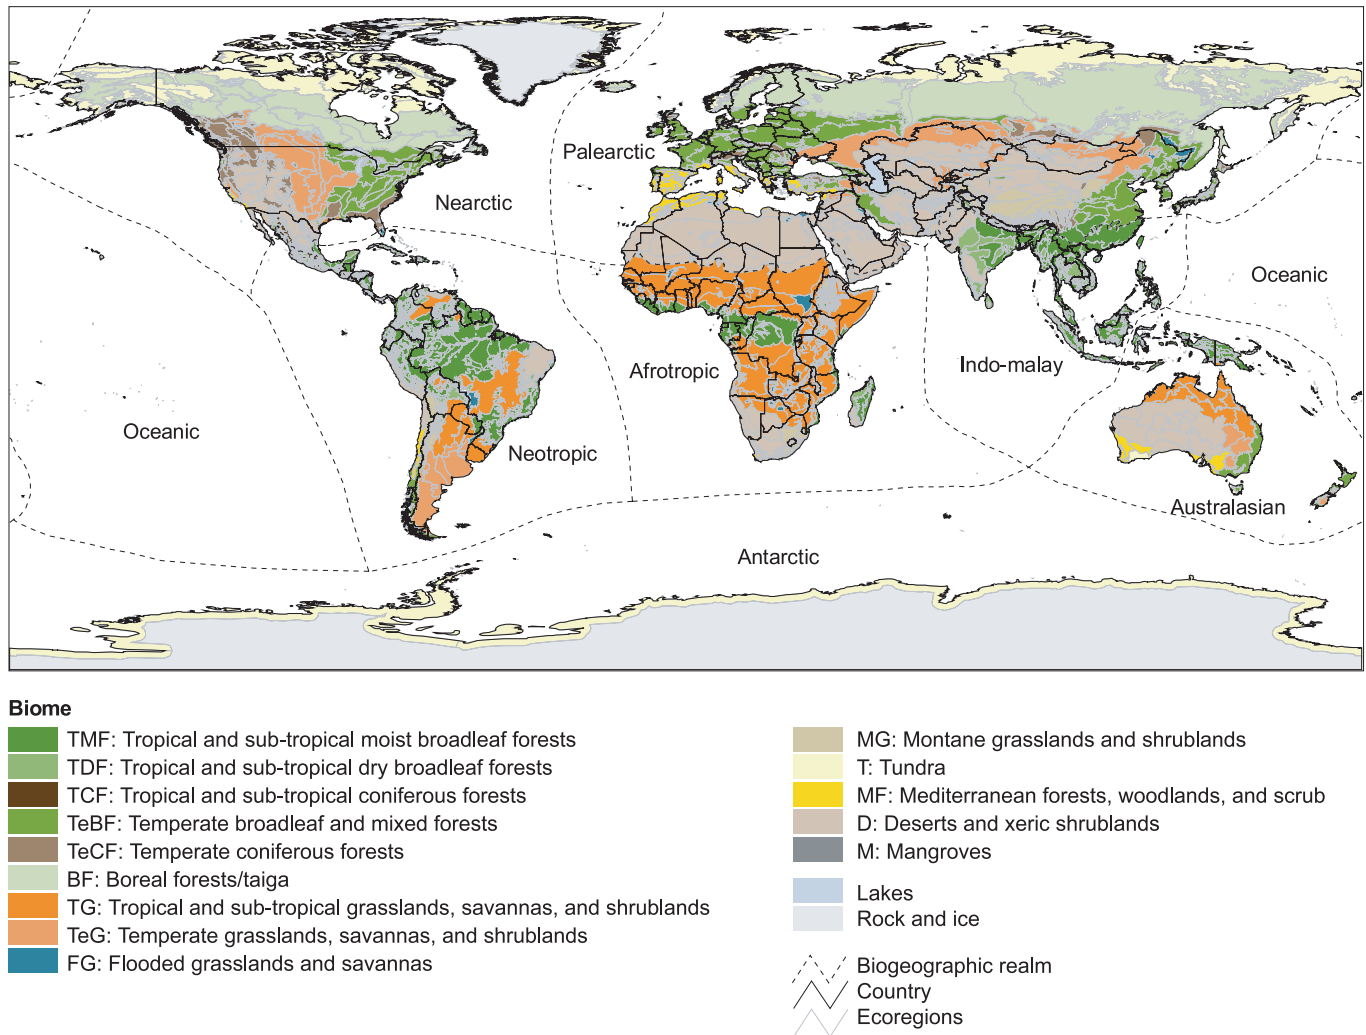 Palearctic
Nearctic
Oceanic
Afrotropic
Indo-malay
Oceanic
Neotropic
Australasian
Antarctic
Biome
TMF: Tropical and sub-tropical moist broadleaf forests
TDF: Tropical and sub-tropical dry broadleaf forests
TCF: Tropical and sub-tropical coniferous forests
TeBF: Temperate broadleaf and mixed forests
TeCF: Temperate coniferous forests
BF: Boreal forests/taiga
TG: Tropical and sub-tropical grasslands, savannas, and shrublands
TeG: Temperate grasslands, savannas, and shrublands
FG: Flooded grasslands and savannas
MG: Montane grasslands and shrublands
T: Tundra
MF: Mediterranean forests, woodlands, and scrub
D: Deserts and xeric shrublands
M: Mangroves
Lakes
Rock and ice
Biogeographic realm
Country
Ecoregions